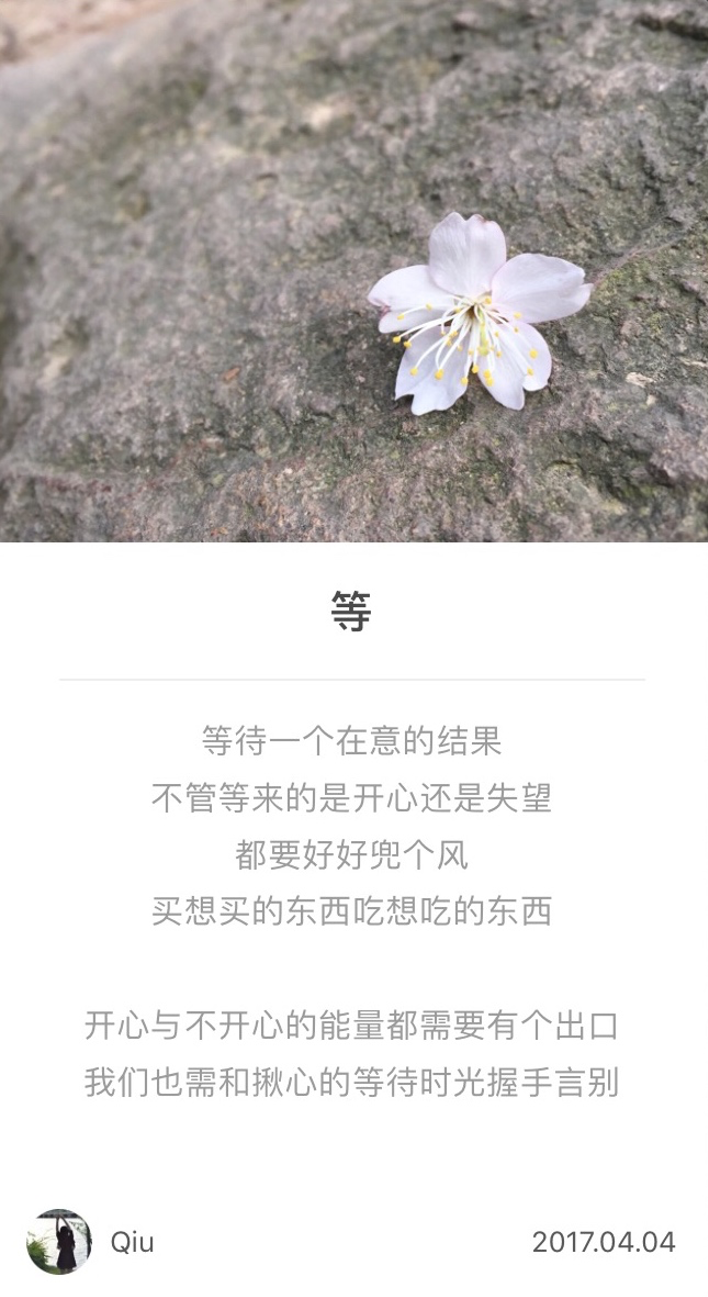 等
等待一个在意的结果
不管等来的是开心还是失望
都要好好兜个风
买想买的东西吃想吃的东西
开心与不开心的能量都需要有个出口
我们也需和揪心的等待时光握手言别
Qiu
2017.04.04